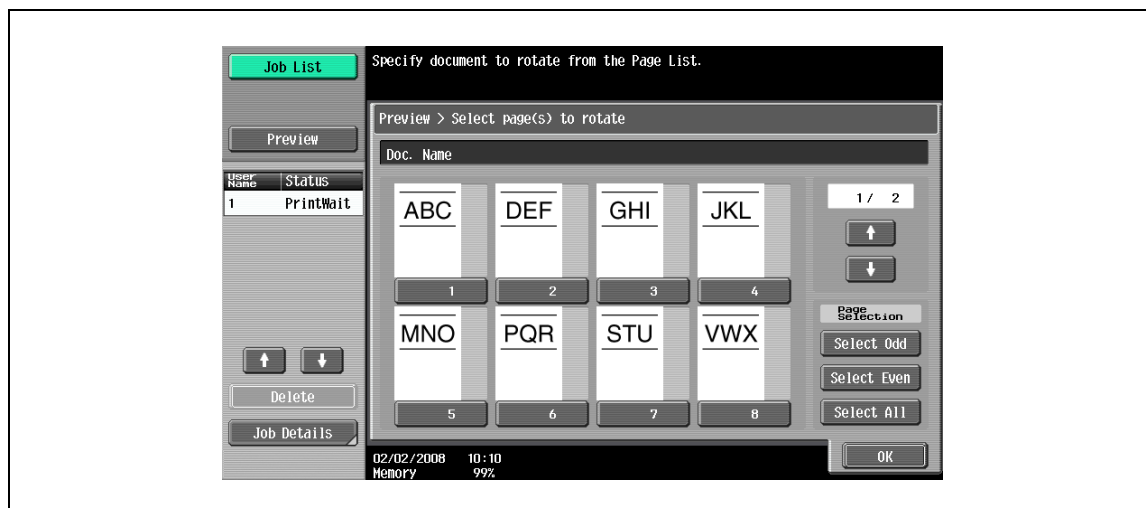 Job List
Specify document to rotate from the Page List.
Preview > Select page(s) to rotate
Preview
Doc. Name
User Name Status
1 PrintWait
ABC DEF GHI JKL
1/ 2
1 2 3 4
Page Selection
MNO PQR STU VWX
Select Odd
Select Even
Delete
5 6 7 8
Select All
Job Details
02/02/2008 10:10
OK
Memory 99%